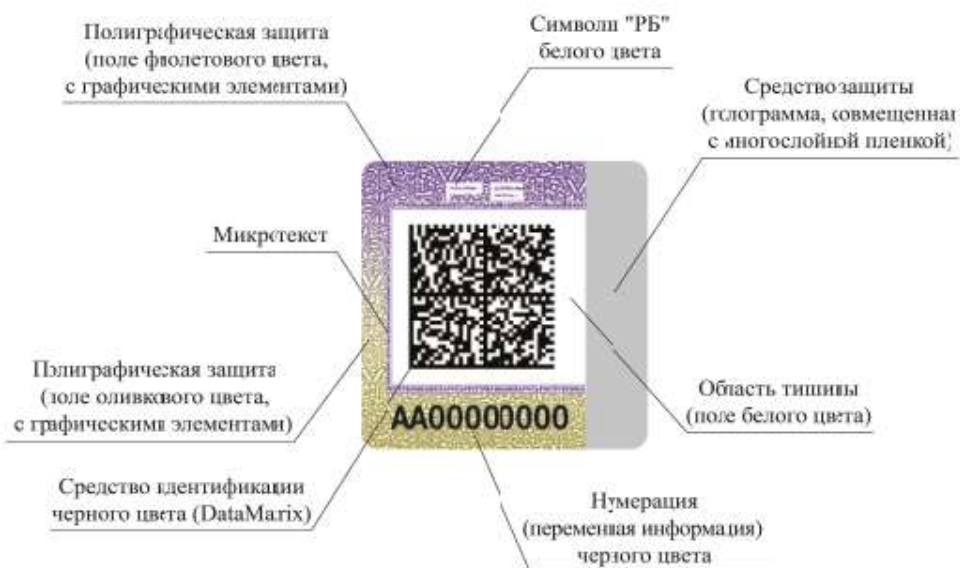 Полиграфическая защита
(поле фиолетового цвета,
с графическими элементами)
Символы "РБ"
белого цвета
Средство защиты
(голограмма, совмещенная
с многослойной пленкой)
Микротекст
Полиграфическая защита
(поле оливкового цвета,
с графическими элементами)
АА00000000
Область тишины
(поле белого цвета)
Средство идентификации
черного цвета (DataMatrix)
Нумерация
(переменная информация)
черного цвета